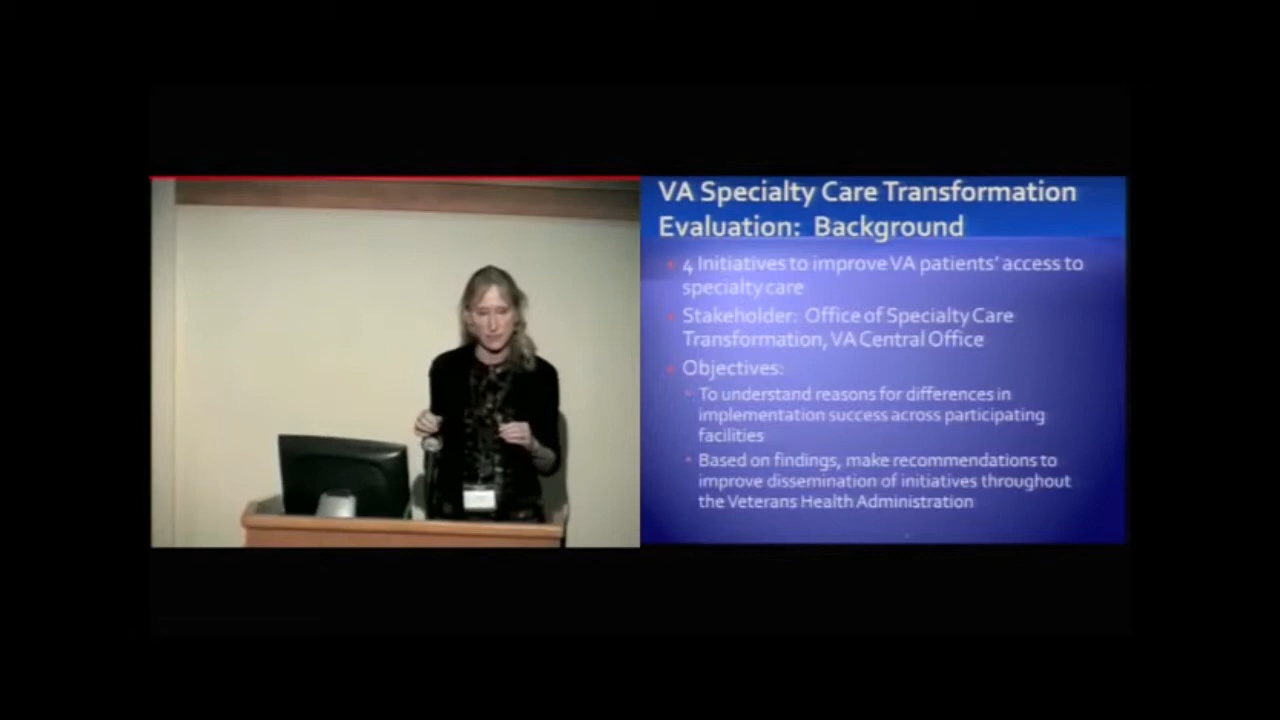 VA Specialty Care Transformation
Evaluation: Background
4 Initiatives to improve VA patients' access to
specialty care
Stakeholder: Office of Specialty Care
Transformation, VA Central Office
Objectives:
To understand reasons for differences in
implementation success across participating
facilities
Based on findings, make recommendations to
improve dissemination of initiatives throughout
the Veterans Health Administration